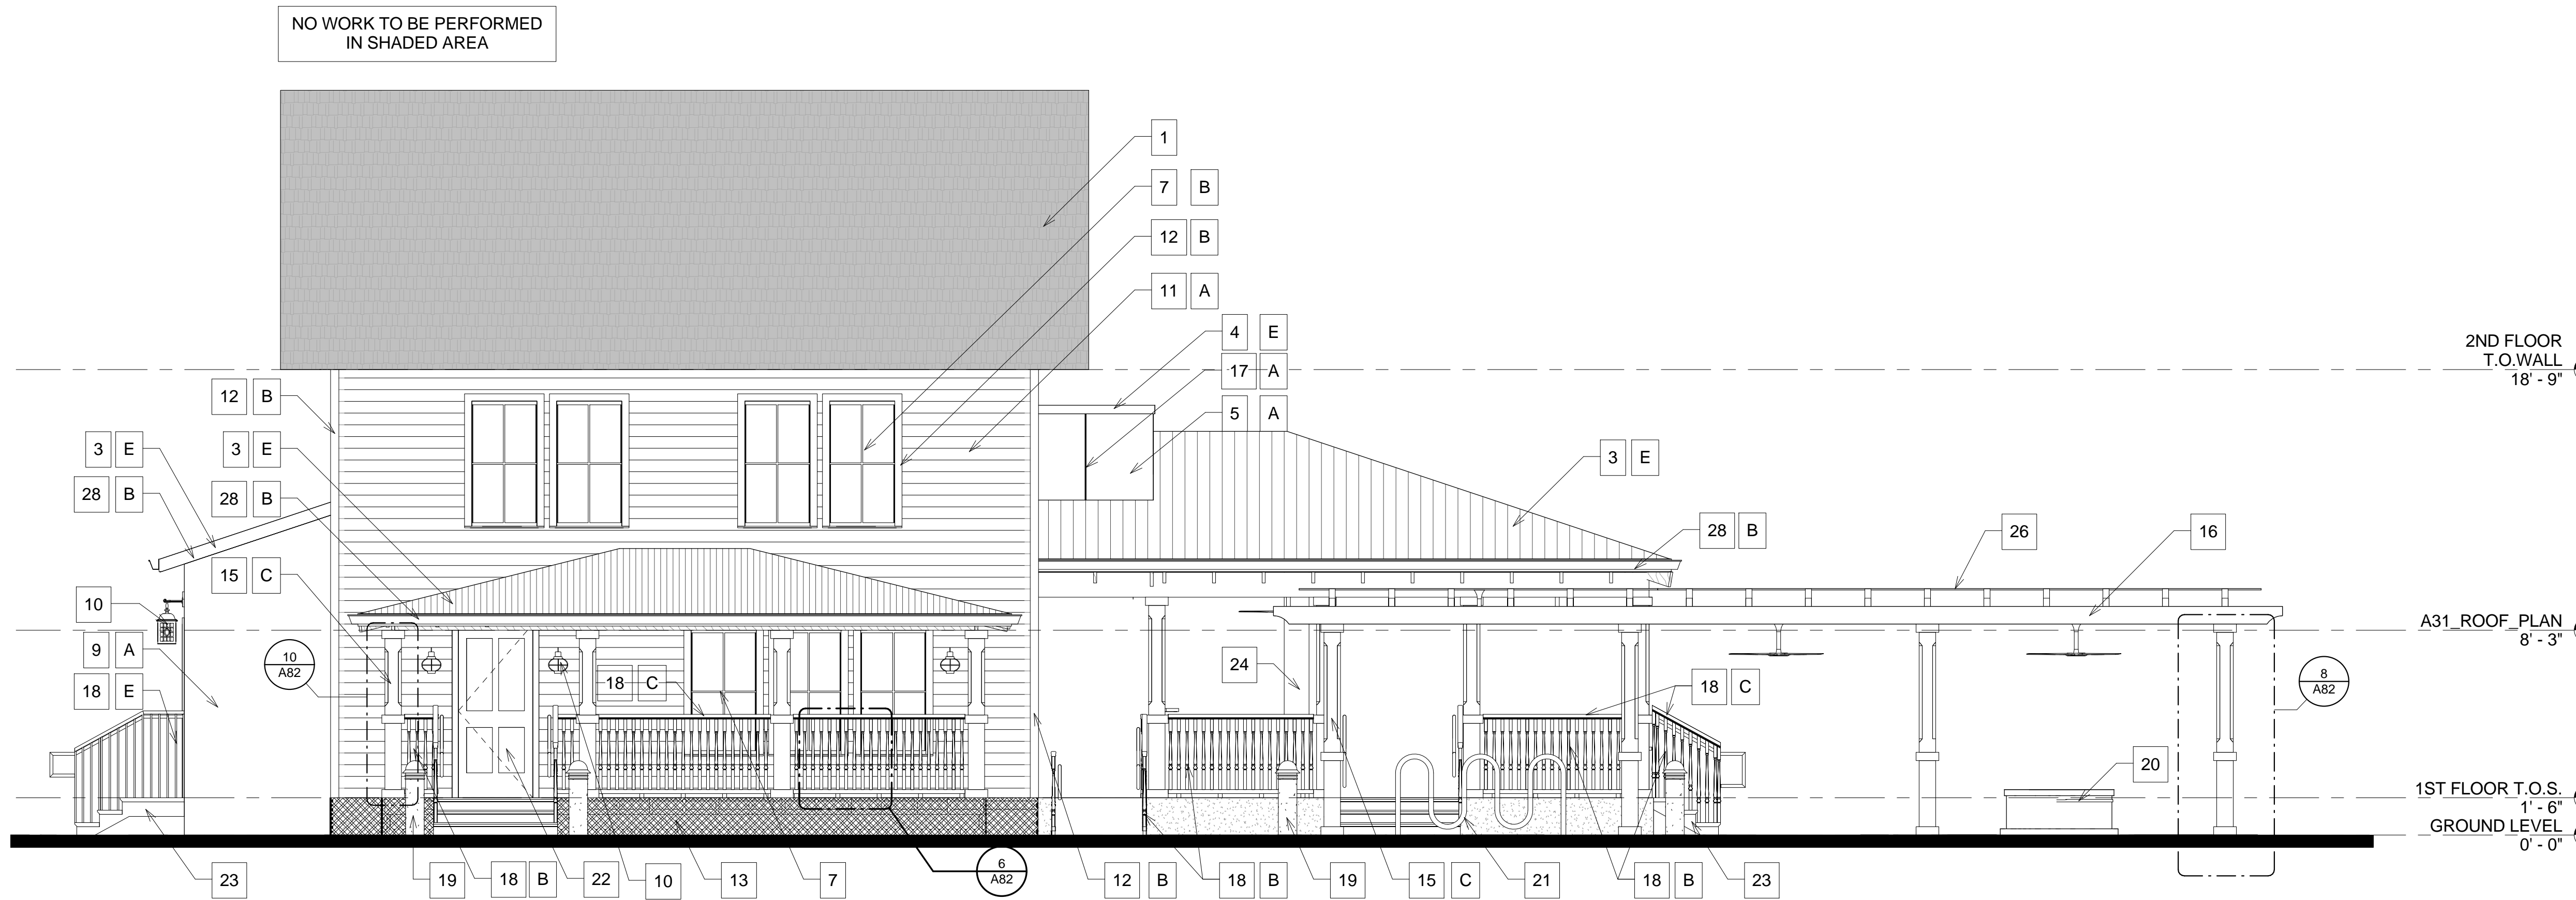 NO WORK TO BE PERFORMED
IN SHADED AREA
1
7 B
12 B
11 A
4 E
17 A
5 A
2ND FLOOR
T.O.WALL
18' - 9"
12 B
3 E
3 E
28 B
28 B
3 E
28 B
26
16
15 C
10
9 A
18 E
10
A82
18 C
24
18 C
A31_ROOF_PLAN
8' - 3"
8
A82
20
1ST FLOOR T.O.S.
1' - 6"
GROUND LEVEL
0' - 0"
23
19
18 B
22
10
13
7
6
A82
12 B
18 B
19
15 C
21
18 B
23